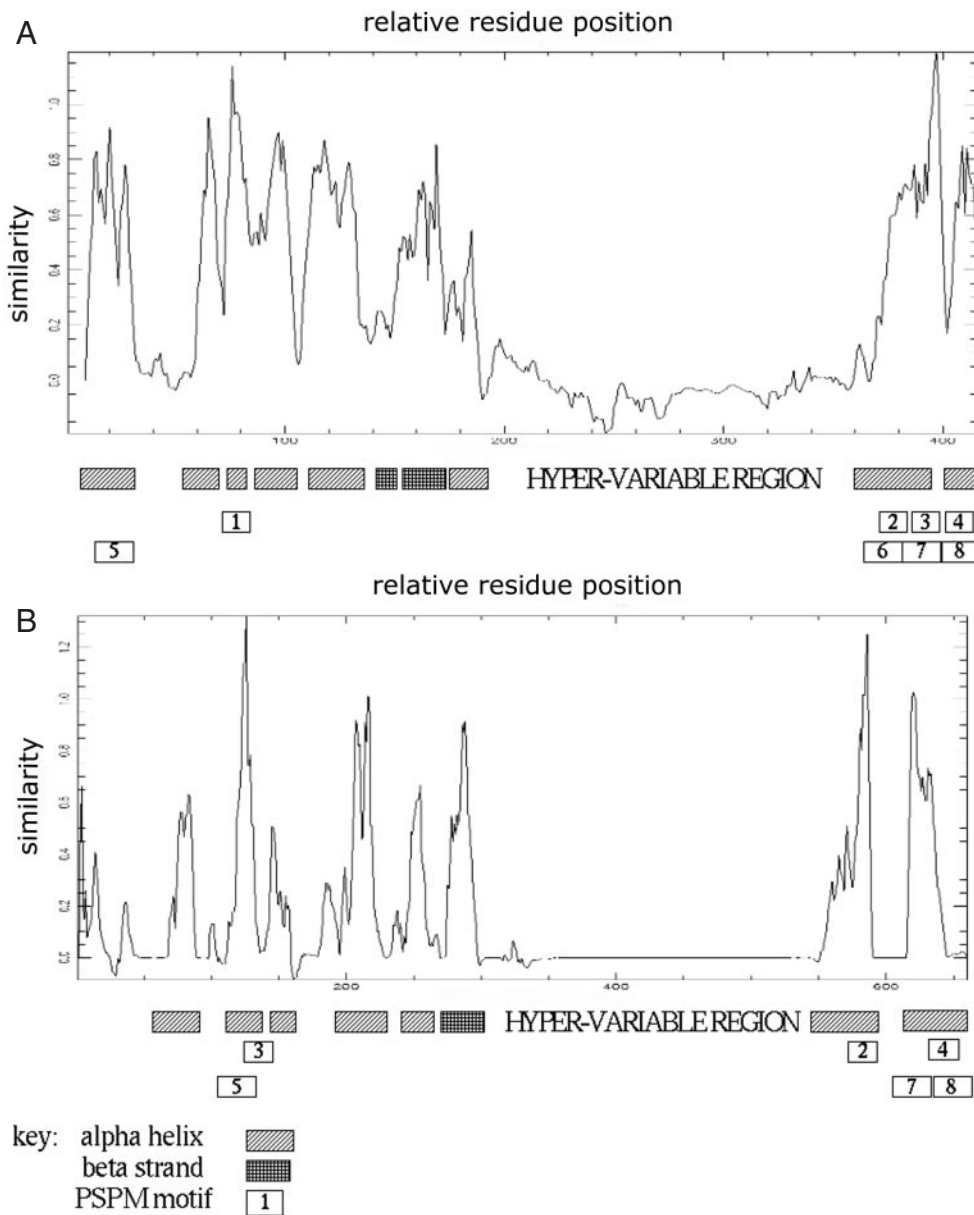 A
relative residue position
similarity
1.0
0.8
0.6
0.4
0.2
0.0
100 200 300 400
HYPER-VARIABLE REGION
1 2 3 4
5 6 7 8
relative residue position
B
similarity
1.2
1.0
0.8
0.6
0.4
0.2
0.0
200 400 600
HYPER-VARIABLE REGION
3 2 4
5 7 8
key: alpha helix
beta strand
PSPM motif 1